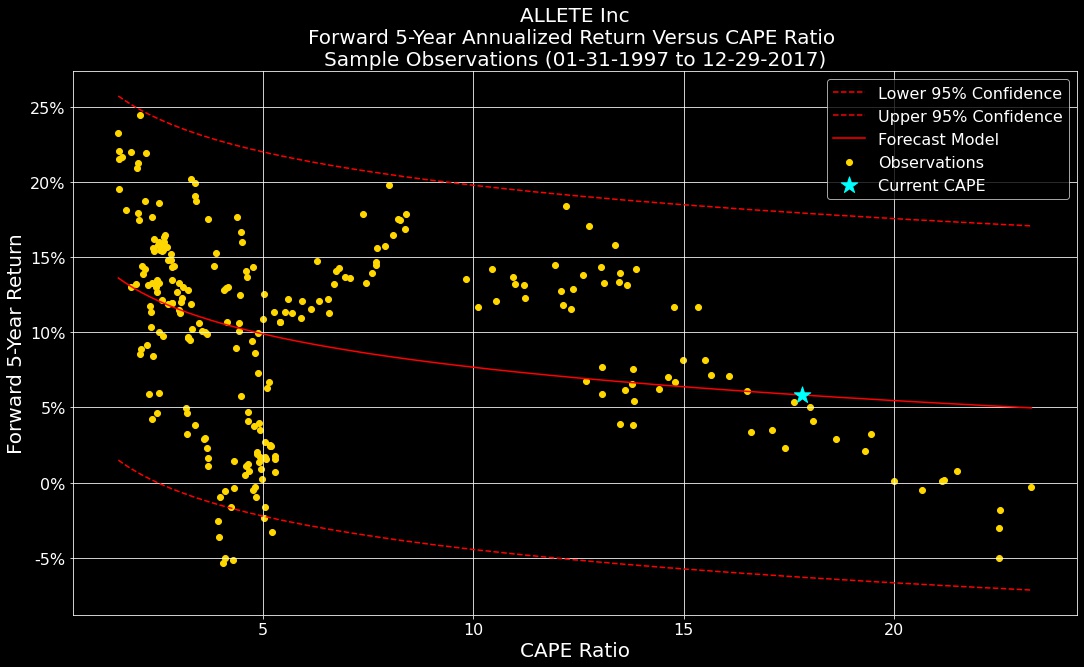 ALLETE Inc
Forward 5-Year Annualized Return Versus CAPE Ratio
Sample Observations (01-31-1997 to 12-29-2017)
Lower 95% Confidence
Upper 95% Confidence
Forecast Model
Observations
Current CAPE
Forward 5-Year Return
25%
20%
15%
10%
5%
0%
-5%
5
10
15
20
CAPE Ratio